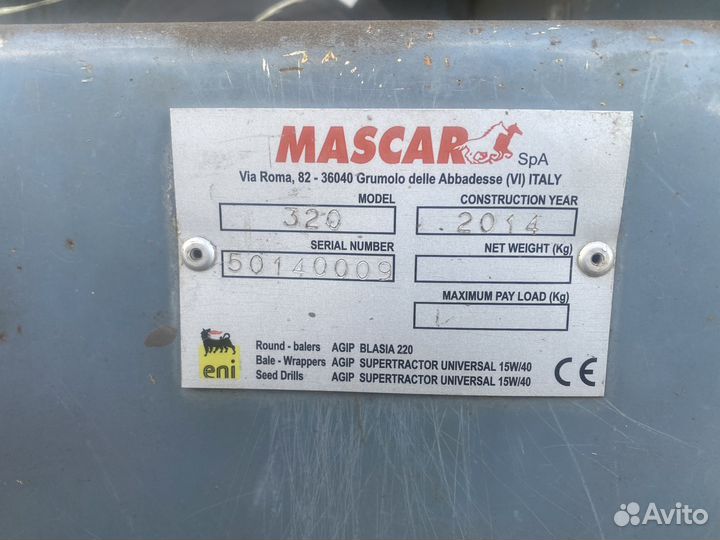 MASCAR SpA
Via Roma, 82 - 36040 Grumolo delle Abbadesse (VI) ITALY
MODEL
320
CONSTRUCTION YEAR
2014
SERIAL NUMBER
50140009
NET WEIGHT (Kg)
MAXIMUM PAY LOAD (Kg)
eni
Round - balers AGIP BLASIA 220
Bale - Wrappers AGIP SUPERTRACTOR UNIVERSAL 15W/40
Seed Drills AGIP SUPERTRACTOR UNIVERSAL 15W/40
CE
Avito